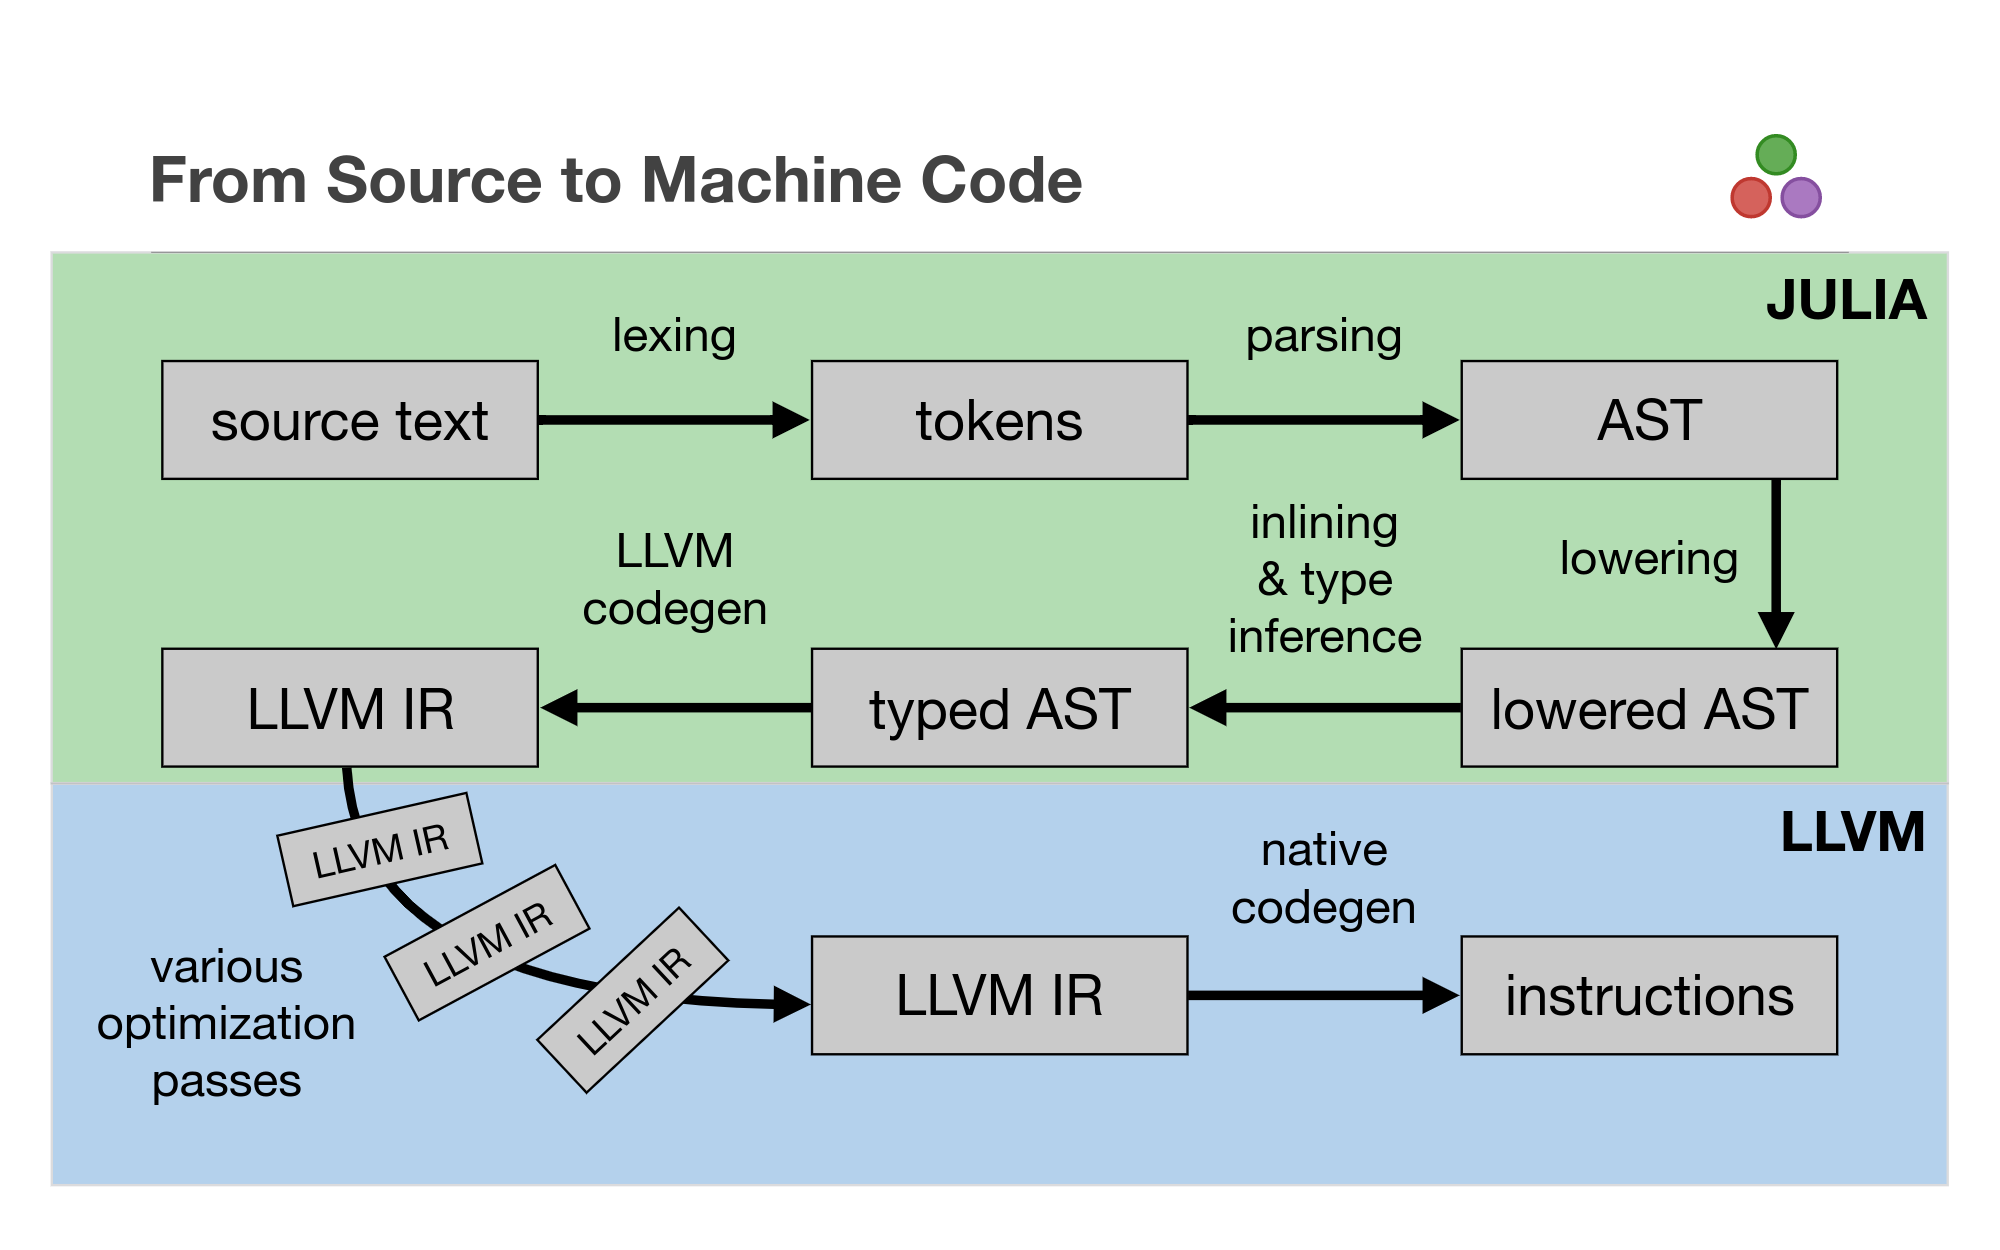 From Source to Machine Code
JULIA
lexing
parsing
source text
tokens
AST
lowering
inlining
& type
inference
LLVM
codegen
lowered AST
typed AST
LLVM IR
LLVM
LLVM IR
LLVM IR
LLVM IR
various
optimization
passes
LLVM IR
native
codegen
instructions